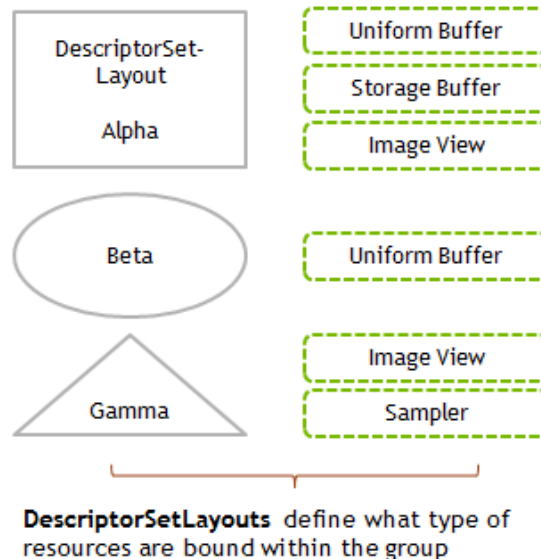 DescriptorSet-
Layout
Alpha
Uniform Buffer
Storage Buffer
Image View
Beta
Uniform Buffer
Gamma
Image View
Sampler
DescriptorSetLayouts define what type of
resources are bound within the group